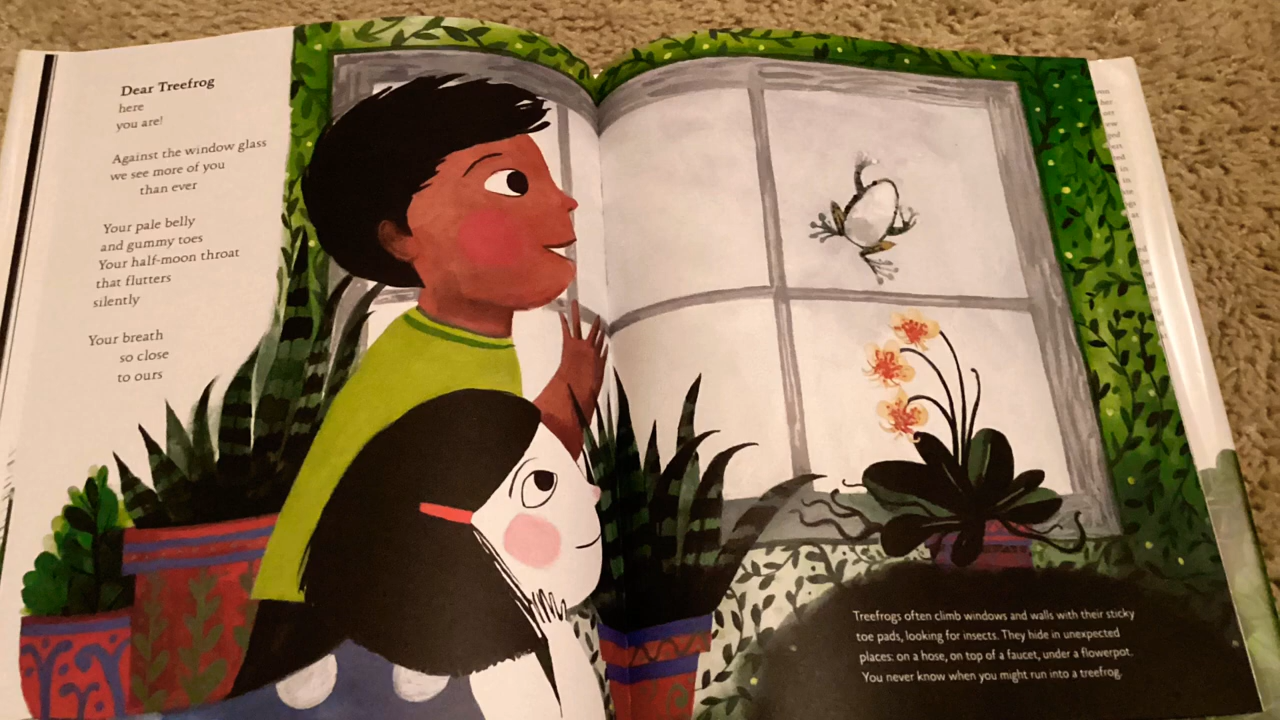 Dear Treefrog
here
you are!
Against the window glass
we see more of you
than ever
Your pale belly
and gummy toes
Your half-moon throat
that flutters
silently
Your breath
so close
to ours
Treefrogs often climb windows and walls with their sticky
toe pads, looking for insects. They hide in unexpected
places: on a hose, on top of a faucet, under a flowerpot.
You never know when you might run into a treefrog.